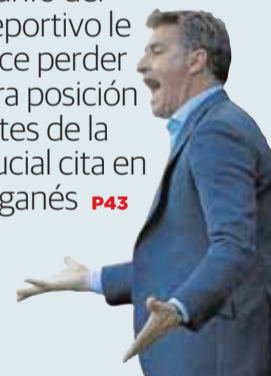 eportivo le
ce perder
ra posición
tes de la
ucial cita en
ganés P43